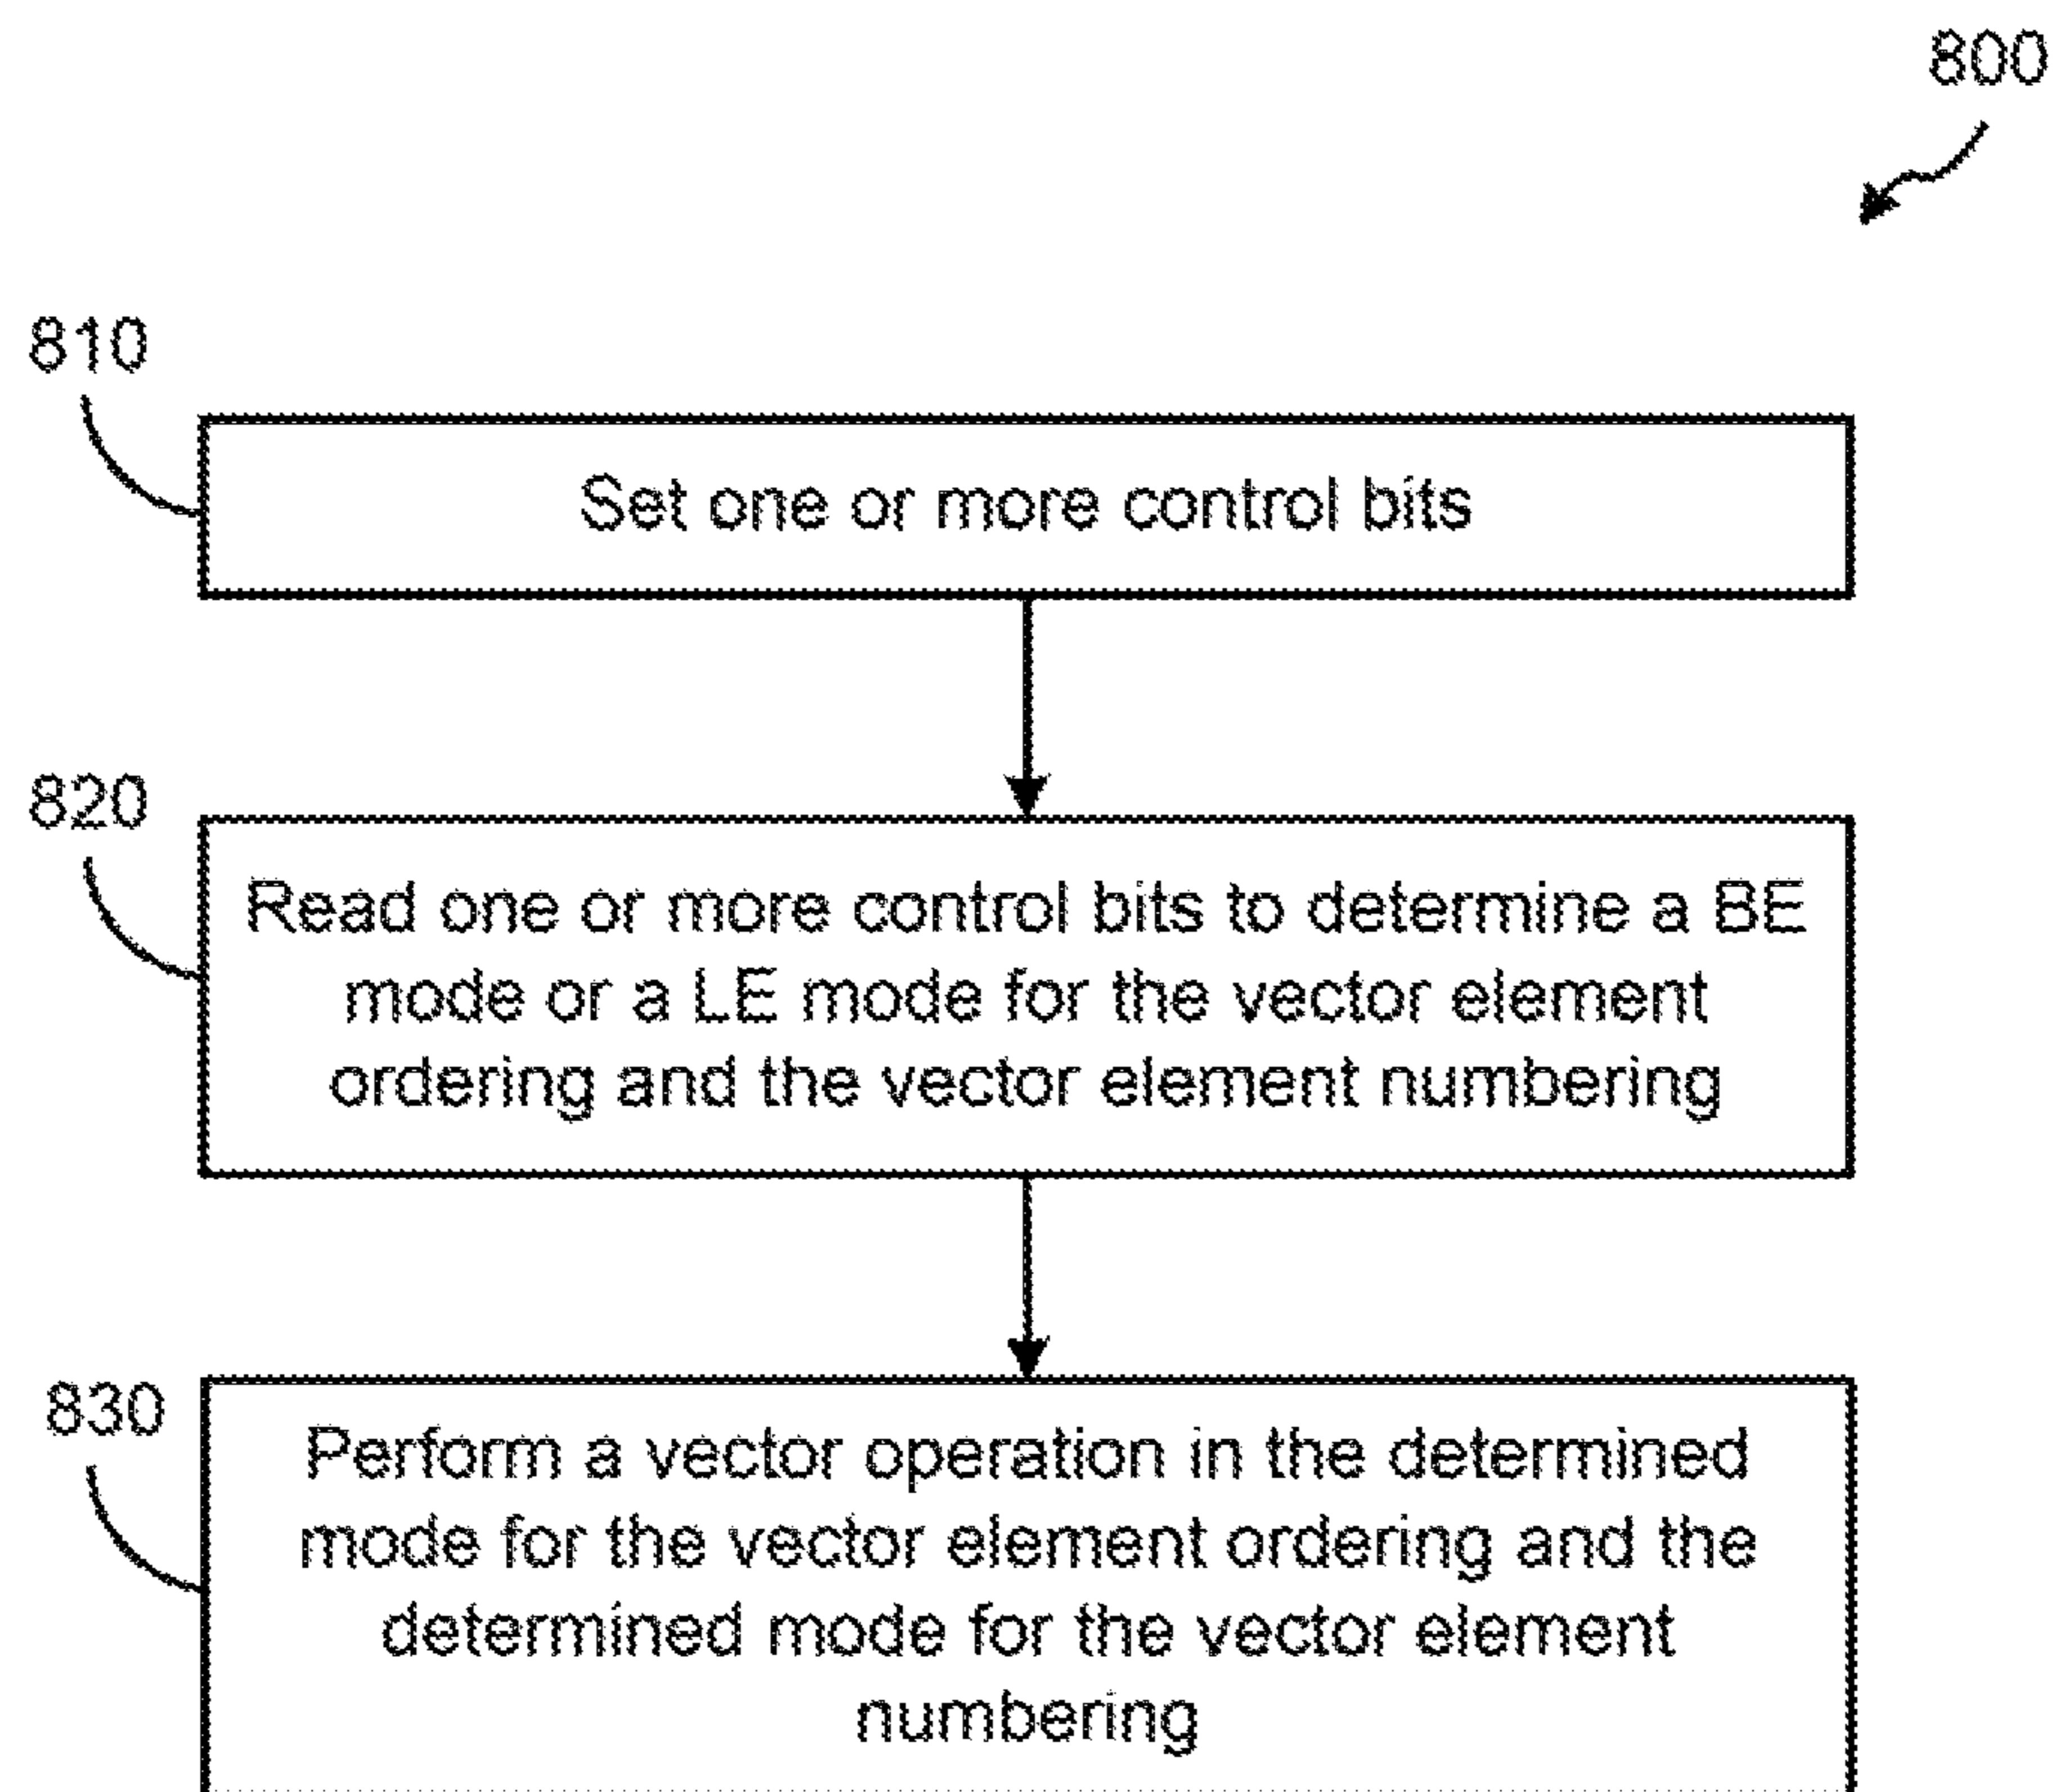 800
810
Set one or more control bits
820
Read one or more control bits to determine a BE
mode or a LE mode for the vector element
ordering and the vector element numbering
830
Perform a vector operation in the determined
mode for the vector element ordering and the
determined mode for the vector element
numbering